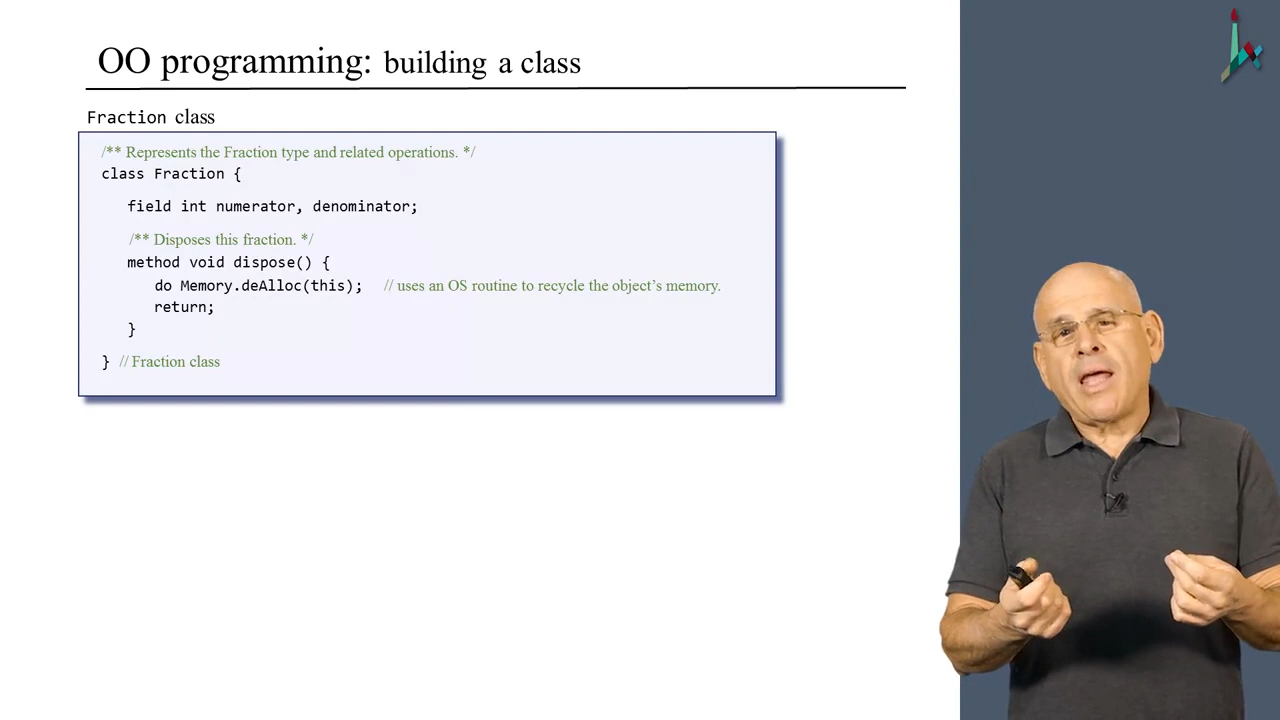 OO programming: building a class
Fraction class
/** Represents the Fraction type and related operations. */
class Fraction {
field int numerator, denominator;
/** Disposes this fraction. */
method void dispose() {
do Memory.deAlloc(this); // uses an OS routine to recycle the object’s memory.
return;
}
} // Fraction class